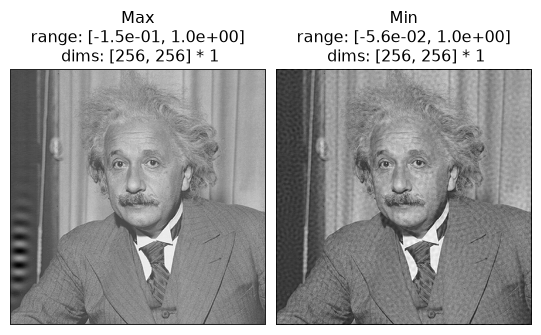 Max
range: [-1.5e-01, 1.0e+00]
dims: [256, 256] * 1
Min
range: [-5.6e-02, 1.0e+00]
dims: [256, 256] * 1